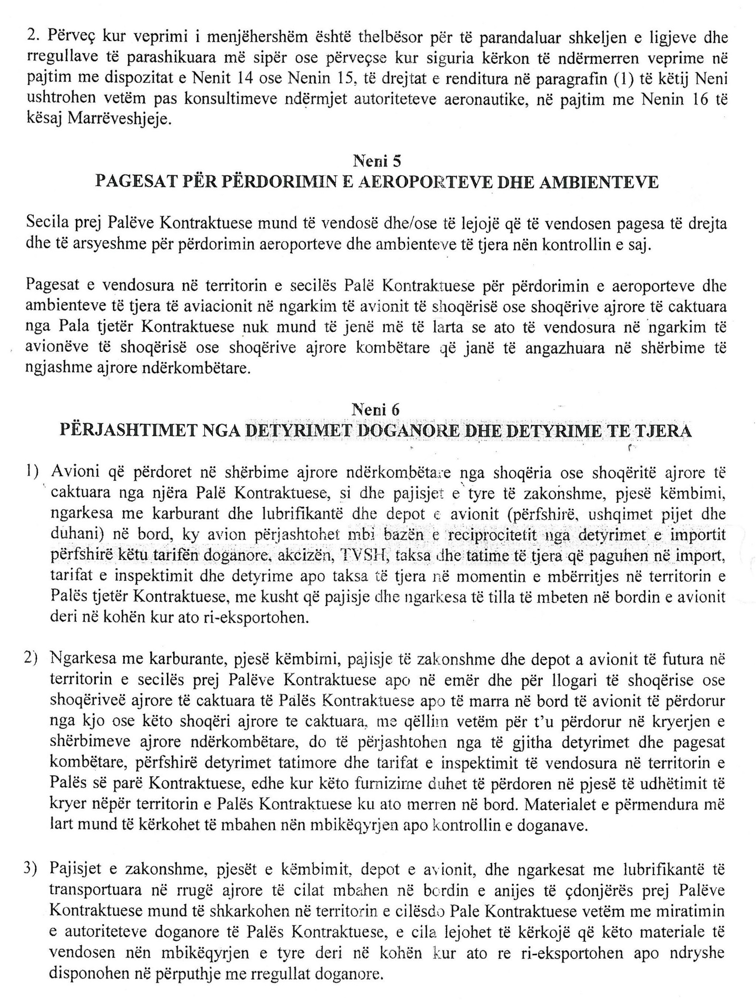 2. Përveç kur veprimi i menjëhershëm është thelbësor për të parandaluar shkeljen e ligjeve dhe
rregullave të parashikuara më sipër ose përveçse kur siguria kërkon të ndërmerren veprime në
pajtim me dispozitat e Nenit 14 ose Nenin 15, të drejtat e renditura në paragrafin (1) të këtij Neni
ushtrohen vetëm pas konsultimeve ndërmjet autoriteteve aeronautike, në pajtim me Nenin 16 të
kësaj Marrëveshjeje.
Neni 5
PAGESAT PËR PËRDORIMIN E AEROPORTEVE DHE AMBIENTEVE
Secila prej Palëve Kontraktuese mund të vendosë dhe/ose të lejojë që të vendosen pagesa të drejta
dhe të arsyeshme për përdorimin aeroporteve dhe ambienteve të tjera nën kontrollin e saj.
Pagesat e vendosura në territorin e secilës Palë Kontraktuese për përdorimin e aeroporteve dhe
ambienteve të tjera të aviacionit në ngarkim të avionit të shoqërisë ose shoqërive ajrore të caktuara
nga Pala tjetër Kontraktuese nuk mund të jenë më të larta se ato të vendosura në ngarkim të
avionëve të shoqërisë ose shoqërive ajrore kombëtare që janë të angazhuara në shërbime të
ngjashme ajrore ndërkombëtare.
Neni 6
PËRJASHTIMET NGA DETYRIMET DOGANORE DHE DETYRIME TE TJERA
1) Avioni që përdoret në shërbime ajrore ndërkombëtare nga shoqëria ose shoqëritë ajrore të
caktuara nga njëra Palë Kontraktuese, si dhe pajisjet e tyre të zakonshme, pjesë këmbimi,
ngarkesa me karburant dhe lubrifikantë dhe depot e avionit (përfshirë, ushqimet pijet dhe
duhani) në bord, ky avion përjashtohet mbi bazën e reciprocitetit nga detyrimet e importit
përfshirë këtu tarifën doganore, akcizën, TVSH, taksa dhe tatime të tjera që paguhen në import,
tarifat e inspektimit dhe detyrime apo taksa të tjera në momentin e mbërritjes në territorin e
Palës tjetër Kontraktuese, me kusht që pajisje dhe ngarkesa të tilla të mbeten në bordin e avionit
deri në kohën kur ato ri-eksportohen.
2) Ngarkesa me karburante, pjesë këmbimi, pajisje të zakonshme dhe depot a avionit të futura në
territorin e secilës prej Palëve Kontraktuese apo në emër dhe për llogari të shoqërise ose
shoqëriveë ajrore të caktuara të Palës Kontraktuese apo të marra në bord të avionit të përdorur
nga kjo ose këto shoqëri ajrore te caktuara, me qëllim vetëm për t'u përdorur në kryerjen e
shërbimeve ajrore ndërkombëtare, do të përjashtohen nga të gjitha detyrimet dhe pagesat
kombëtare, përfshirë detyrimet tatimore dhe tarifat e inspektimit të vendosura në territorin e
Palës së parë Kontraktuese, edhe kur këto furnizime duhet të përdoren në pjesë të udhëtimit të
kryer nëpër territorin e Palës Kontraktuese ku ato merren në bord. Materialet e përmendura më
lart mund të kërkohet të mbahen nën mbikëqyrjen apo kontrollin e doganave.
3) Pajisjet e zakonshme, pjesët e këmbimit, depot e avionit, dhe ngarkesat me lubrifikantë të
transportuara në rrugë ajrore të cilat mbahen në bordin e anijes të çdonjërës prej Palëve
Kontraktuese mund të shkarkohen në territorin e cilësdo Pale Kontraktuese vetëm me miratimin
e autoriteteve doganore të Palës Kontraktuese, e cila lejohet të kërkojë që këto materiale të
vendosen nën mbikëqyrjen e tyre deri në kohën kur ato re ri-eksportohen apo ndryshe
disponohen në përputhje me rregullat doganore.